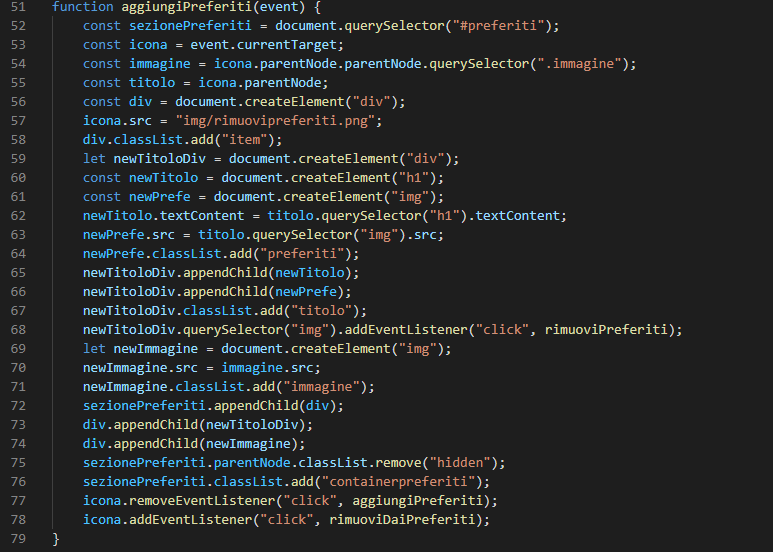 51 function aggiungiPreferiti(event) {
52     const sezionePreferiti = document.querySelector("#preferiti");
53     const icona = event.currentTarget;
54     const immagine = icona.parentNode.parentNode.querySelector(".immagine");
55     const titolo = icona.parentNode;
56     const div = document.createElement("div");
57     icona.src = "img/rimuovipreferiti.png";
58     div.classList.add("item");
59     let newTitoloDiv = document.createElement("div");
60     const newTitolo = document.createElement("h1");
61     const newPrefe = document.createElement("img");
62     newTitolo.textContent = titolo.querySelector("h1").textContent;
63     newPrefe.src = titolo.querySelector("img").src;
64     newPrefe.classList.add("preferiti");
65     newTitoloDiv.appendChild(newTitolo);
66     newTitoloDiv.appendChild(newPrefe);
67     newTitoloDiv.classList.add("titolo");
68     newTitoloDiv.querySelector("img").addEventListener("click", rimuoviPreferiti);
69     let newImmagine = document.createElement("img");
70     newImmagine.src = immagine.src;
71     newImmagine.classList.add("immagine");
72     sezionePreferiti.appendChild(div);
73     div.appendChild(newTitoloDiv);
74     div.appendChild(newImmagine);
75     sezionePreferiti.parentNode.classList.remove("hidden");
76     sezionePreferiti.classList.add("containerpreferiti");
77     icona.removeEventListener("click", aggiungiPreferiti);
78     icona.addEventListener("click", rimuoviDaiPreferiti);
79 }